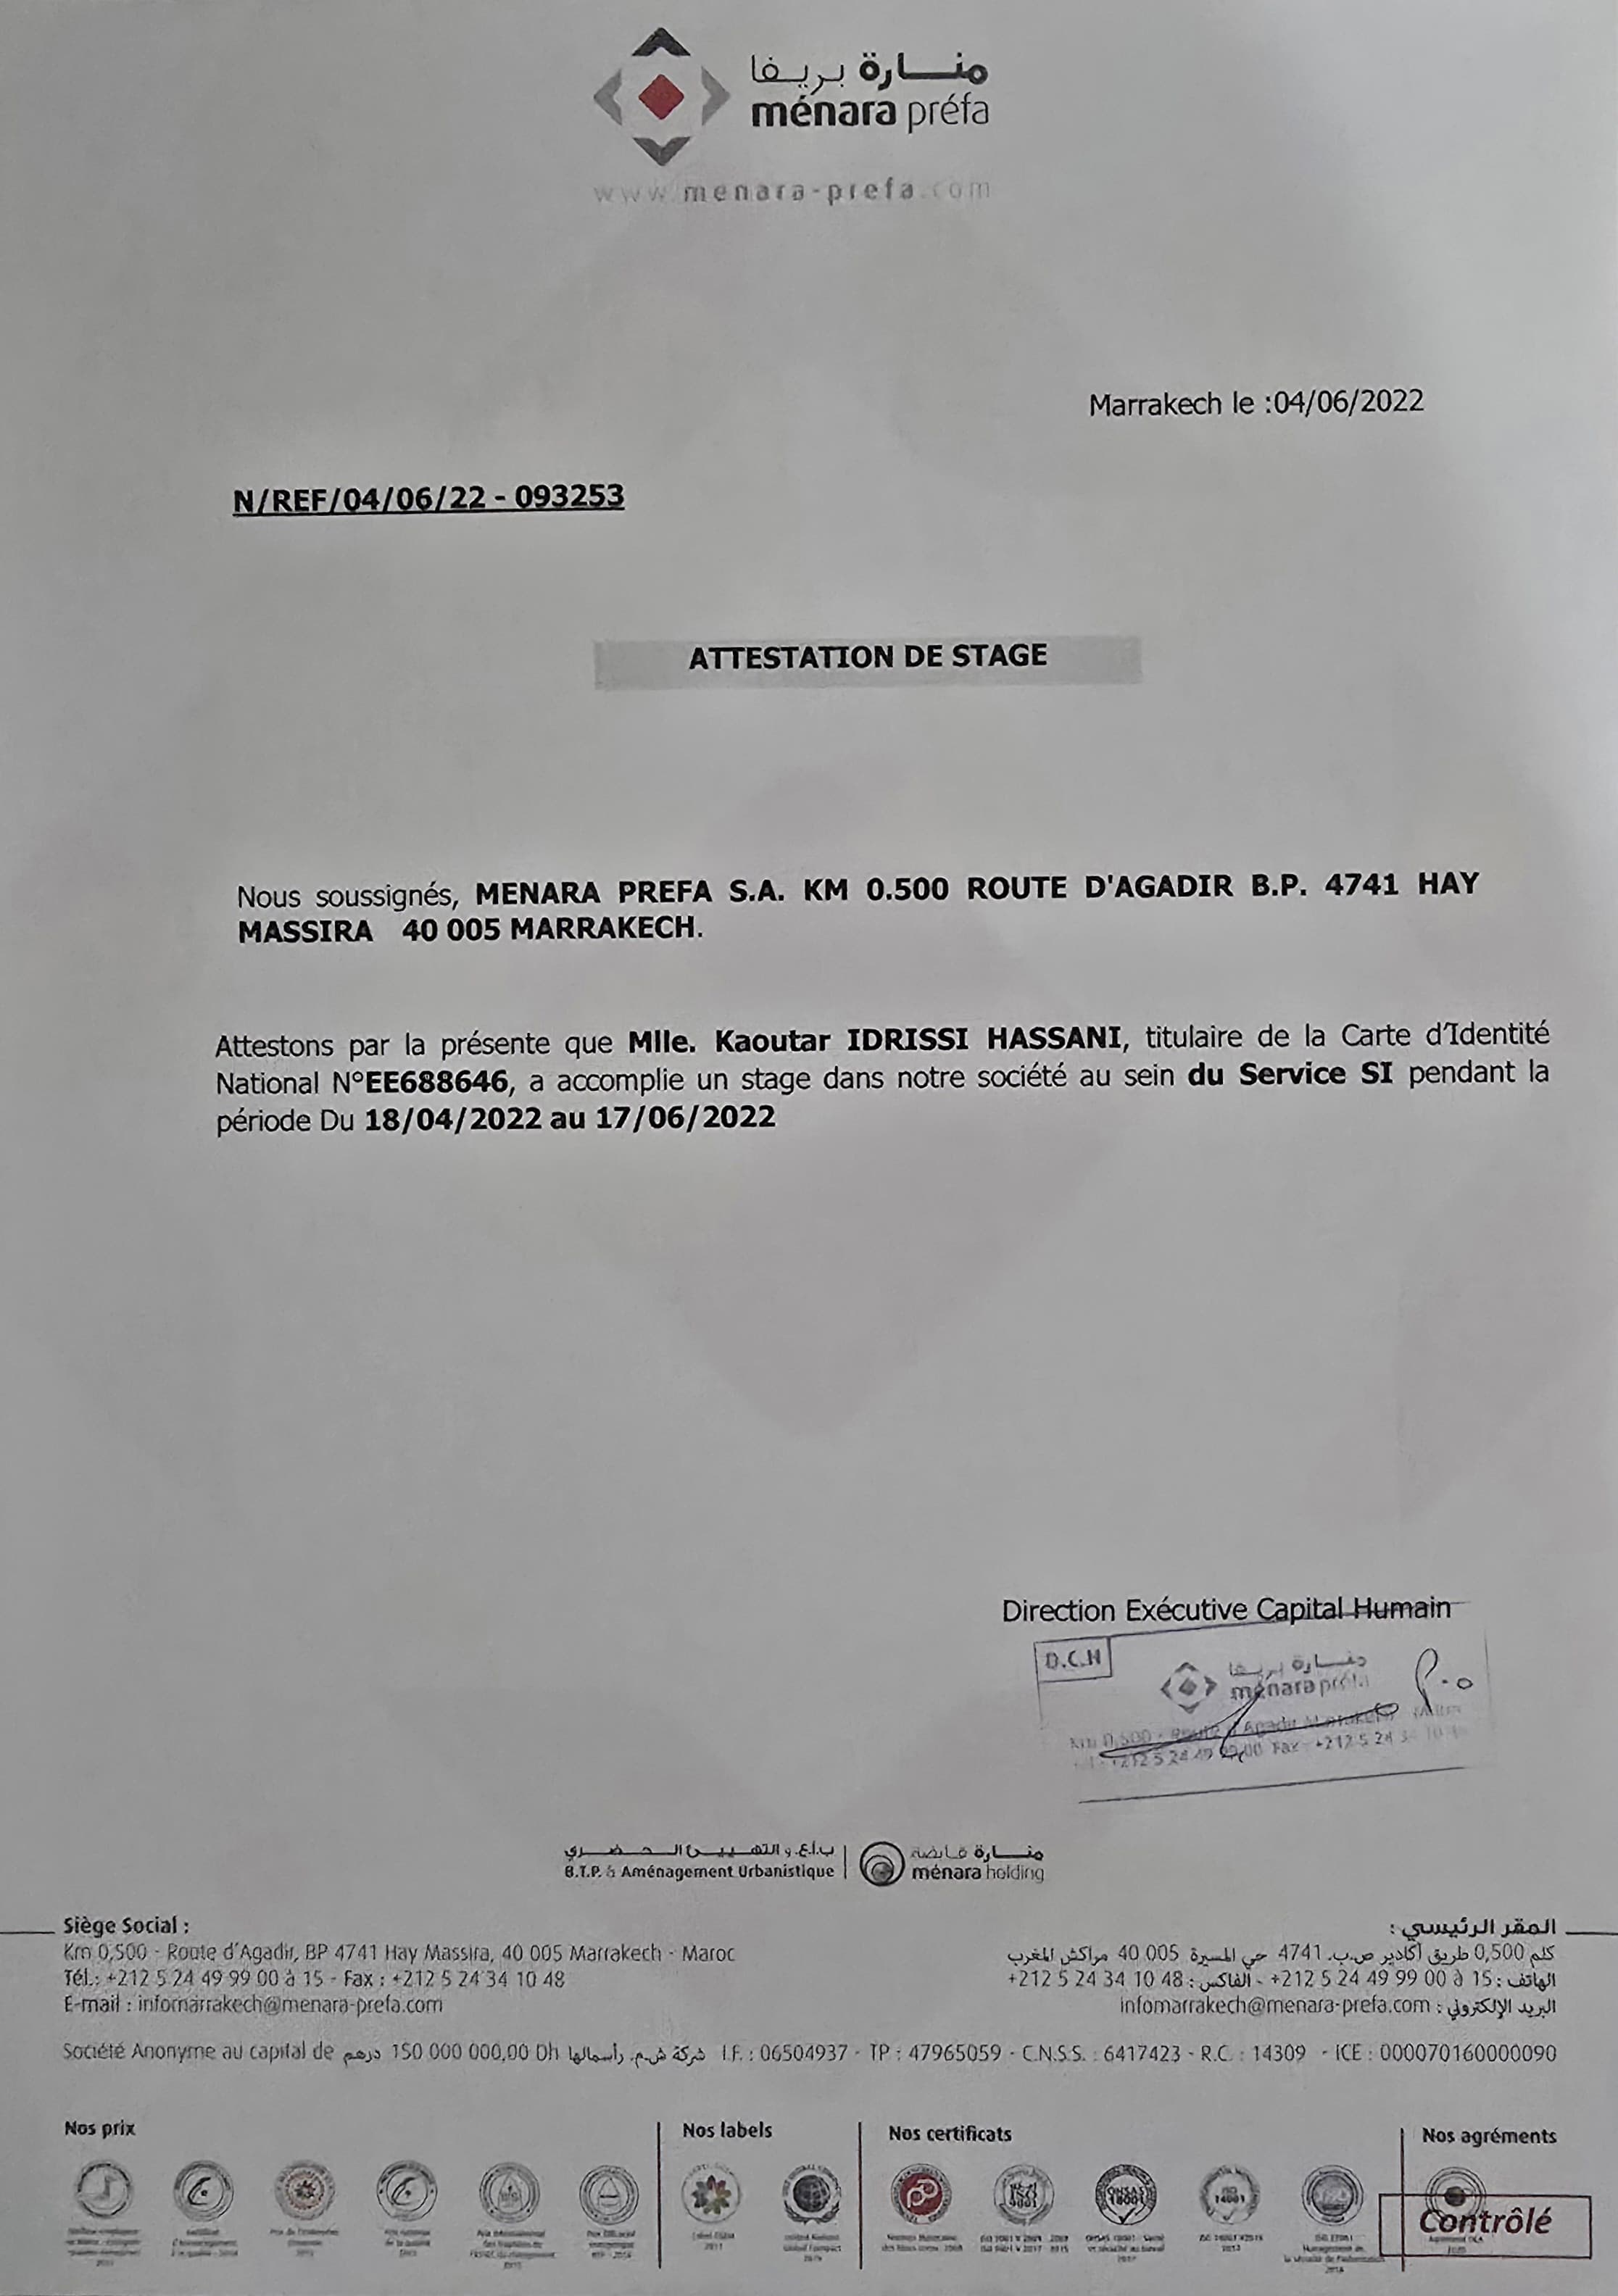 منارة بريفا
ménara préfa
www.menara-prefa.com
Marrakech le :04/06/2022
N/REF/04/06/22 - 093253
ATTESTATION DE STAGE
Nous soussignés, MENARA PREFA S.A. KM 0.500 ROUTE D'AGADIR B.P. 4741 HAY
MASSIRA 40 005 MARRAKECH.
Attestons par la présente que Mlle. Kaoutar IDRISSI HASSANI, titulaire de la Carte d'Identité
National N°EE688646, a accomplie un stage dans notre société au sein du Service SI pendant la
période Du 18/04/2022 au 17/06/2022
Direction Exécutive Capital Humain
D.C.H
منارة بريفا
ménara préfa
Km 0,500 - Route d'Agadir Marrakech
+212 5 24 49 99 00 Fax +212 5 24 34 10 48
ب.أ.ع. و التهييئ الحضري
B.T.P. & Aménagement Urbanistique
منارة قابضة
ménara holding
Siège Social :
Km 0,500 - Route d'Agadir, BP 4741 Hay Massira, 40 005 Marrakech - Maroc
Tél.: +212 5 24 49 99 00 à 15 - Fax : +212 5 24 34 10 48
E-mail : infomarrakech@menara-prefa.com
المقر الرئيسي :
كلم 0,500 طريق أكادير ص.ب. 4741 حي المسيرة 40 005 مراكش المغرب
الهاتف : 15 à 00 99 49 24 5 212+ - الفاكس : 48 10 34 24 5 212+
البريد الإلكتروني : infomarrakech@menara-prefa.com
Société Anonyme au capital de درهم 150 000 000,00 Dh شركة ش.م. رأسمالها I.F. : 06504937 - TP : 47965059 - C.N.S.S. : 6417423 - R.C. : 14309 - ICE : 0000070160000090
Nos prix
Nos labels
Nos certificats
Nos agréments
Contrôlé